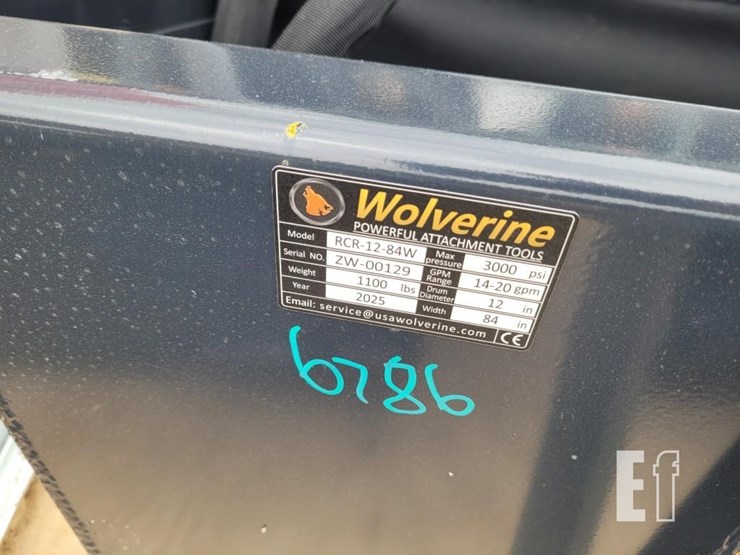 Wolverine
POWERFUL ATTACHMENT TOOLS
Model RCR-12-84W Max pressure 3000 psi
Serial NO. ZW-00129 GPM Range 14-20 gpm
Weight 1100 lbs Drum Diameter 12 in
Year 2025 Width 84 in
Email: service@usawolverine.com CE
6786
Ef